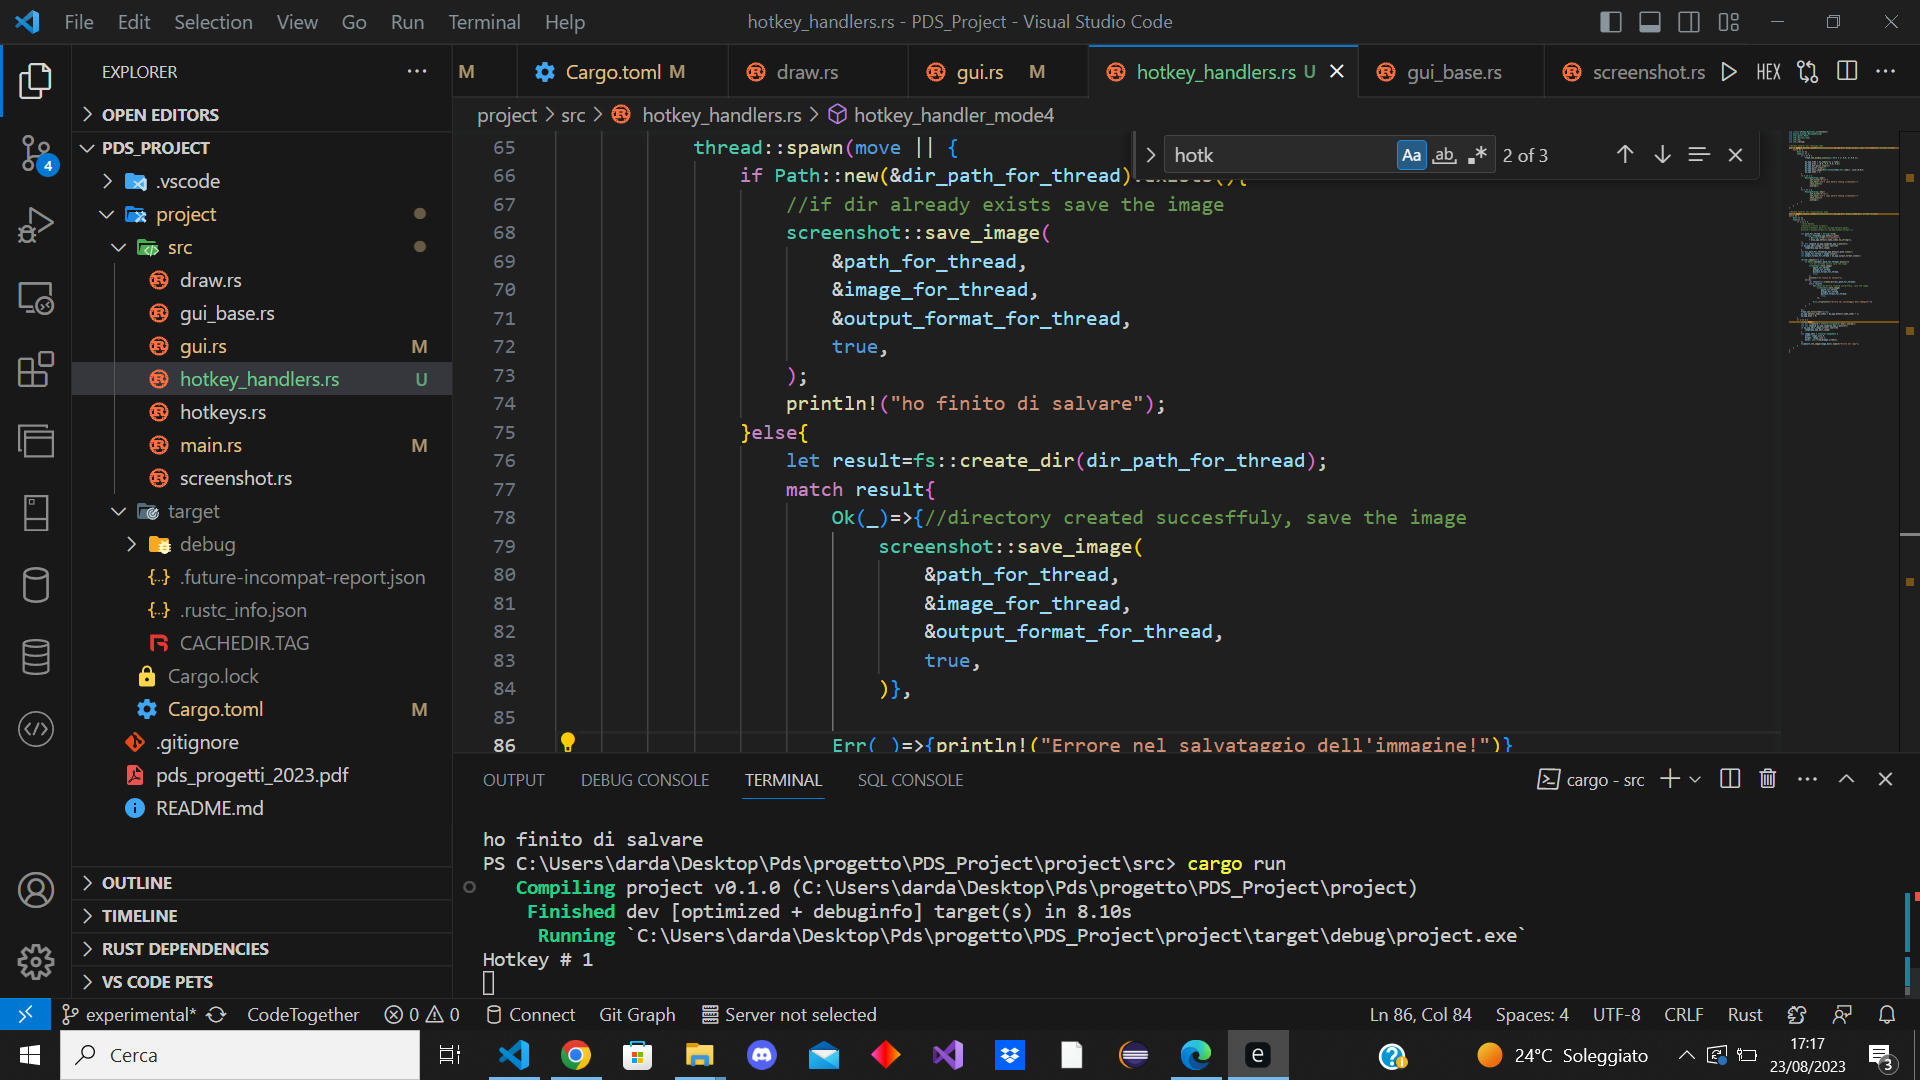 File Edit Selection View Go Run Terminal Help
hotkey_handlers.rs - PDS_Project - Visual Studio Code
EXPLORER
OPEN EDITORS
PDS_PROJECT
.vscode
project
src
draw.rs
gui_base.rs
gui.rs M
hotkey_handlers.rs U
hotkeys.rs
main.rs M
screenshot.rs
target
debug
{..} .future-incompat-report.json
{..} .rustc_info.json
CACHEDIR.TAG
Cargo.lock
Cargo.toml M
.gitignore
pds_progetti_2023.pdf
README.md
OUTLINE
TIMELINE
RUST DEPENDENCIES
VS CODE PETS
4
M Cargo.toml M draw.rs gui.rs M hotkey_handlers.rs U gui_base.rs screenshot.rs HEX
project > src > hotkey_handlers.rs > hotkey_handler_mode4
hotk Aa ab .* 2 of 3
65 thread::spawn(move || {
66 if Path::new(&dir_path_for_thread).exists(){
67 //if dir already exists save the image
68 screenshot::save_image(
69 &path_for_thread,
70 &image_for_thread,
71 &output_format_for_thread,
72 true,
73 );
74 println!("ho finito di salvare");
75 }else{
76 let result=fs::create_dir(dir_path_for_thread);
77 match result{
78 Ok(_)=>{//directory created succesffuly, save the image
79 screenshot::save_image(
80 &path_for_thread,
81 &image_for_thread,
82 &output_format_for_thread,
83 true,
84 )},
85
86 Err(_)=>{println!("Errore nel salvataggio dell'immagine!")}
OUTPUT DEBUG CONSOLE TERMINAL SQL CONSOLE
cargo - src
ho finito di salvare
PS C:\Users\darda\Desktop\Pds\progetto\PDS_Project\project\src> cargo run
Compiling project v0.1.0 (C:\Users\darda\Desktop\Pds\progetto\PDS_Project\project)
Finished dev [optimized + debuginfo] target(s) in 8.10s
Running `C:\Users\darda\Desktop\Pds\progetto\PDS_Project\project\target\debug\project.exe`
Hotkey # 1
experimental* CodeTogether 0 0 Connect Git Graph Server not selected
Ln 86, Col 84 Spaces: 4 UTF-8 CRLF Rust
Cerca
24°C Soleggiato
17:17
23/08/2023
3